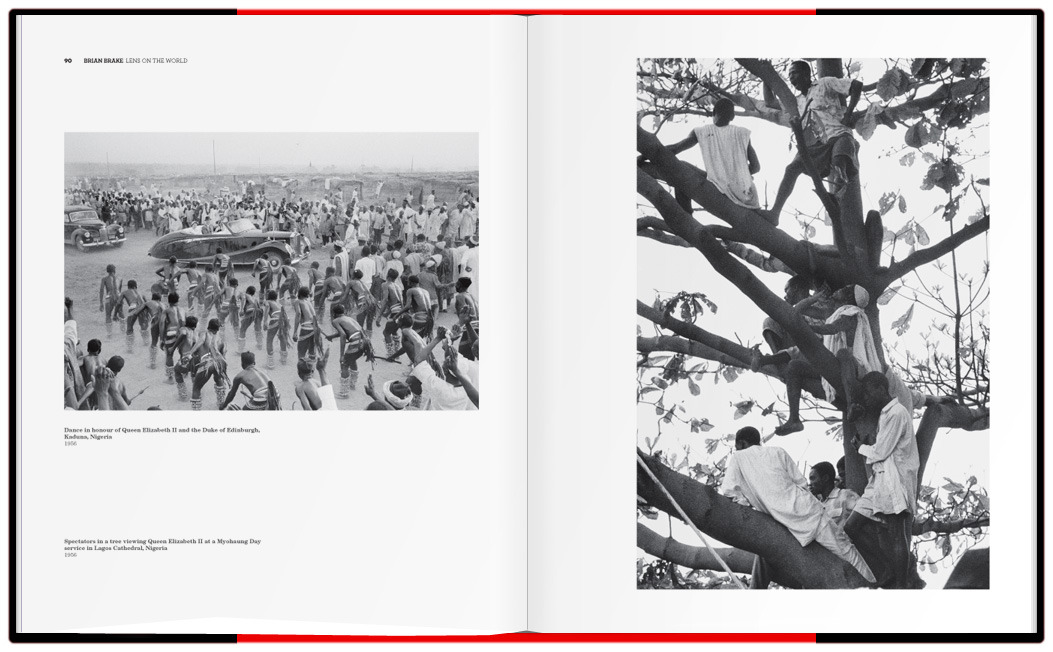 90 BRIAN BRAKE LENS ON THE WORLD
Dance in honour of Queen Elizabeth II and the Duke of Edinburgh,
Kaduna, Nigeria
1956
Spectators in a tree viewing Queen Elizabeth II at a Myohaung Day
service in Lagos Cathedral, Nigeria
1956